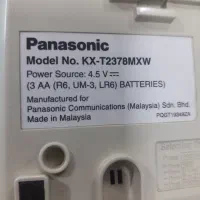 Panasonic
Model No. KX-T2378MXW
Power Source: 4.5 V ⎓
(3 AA (R6, UM-3, LR6) BATTERIES)
Manufactured for
Panasonic Communications (Malaysia) Sdn. Bhd.
Made in Malaysia